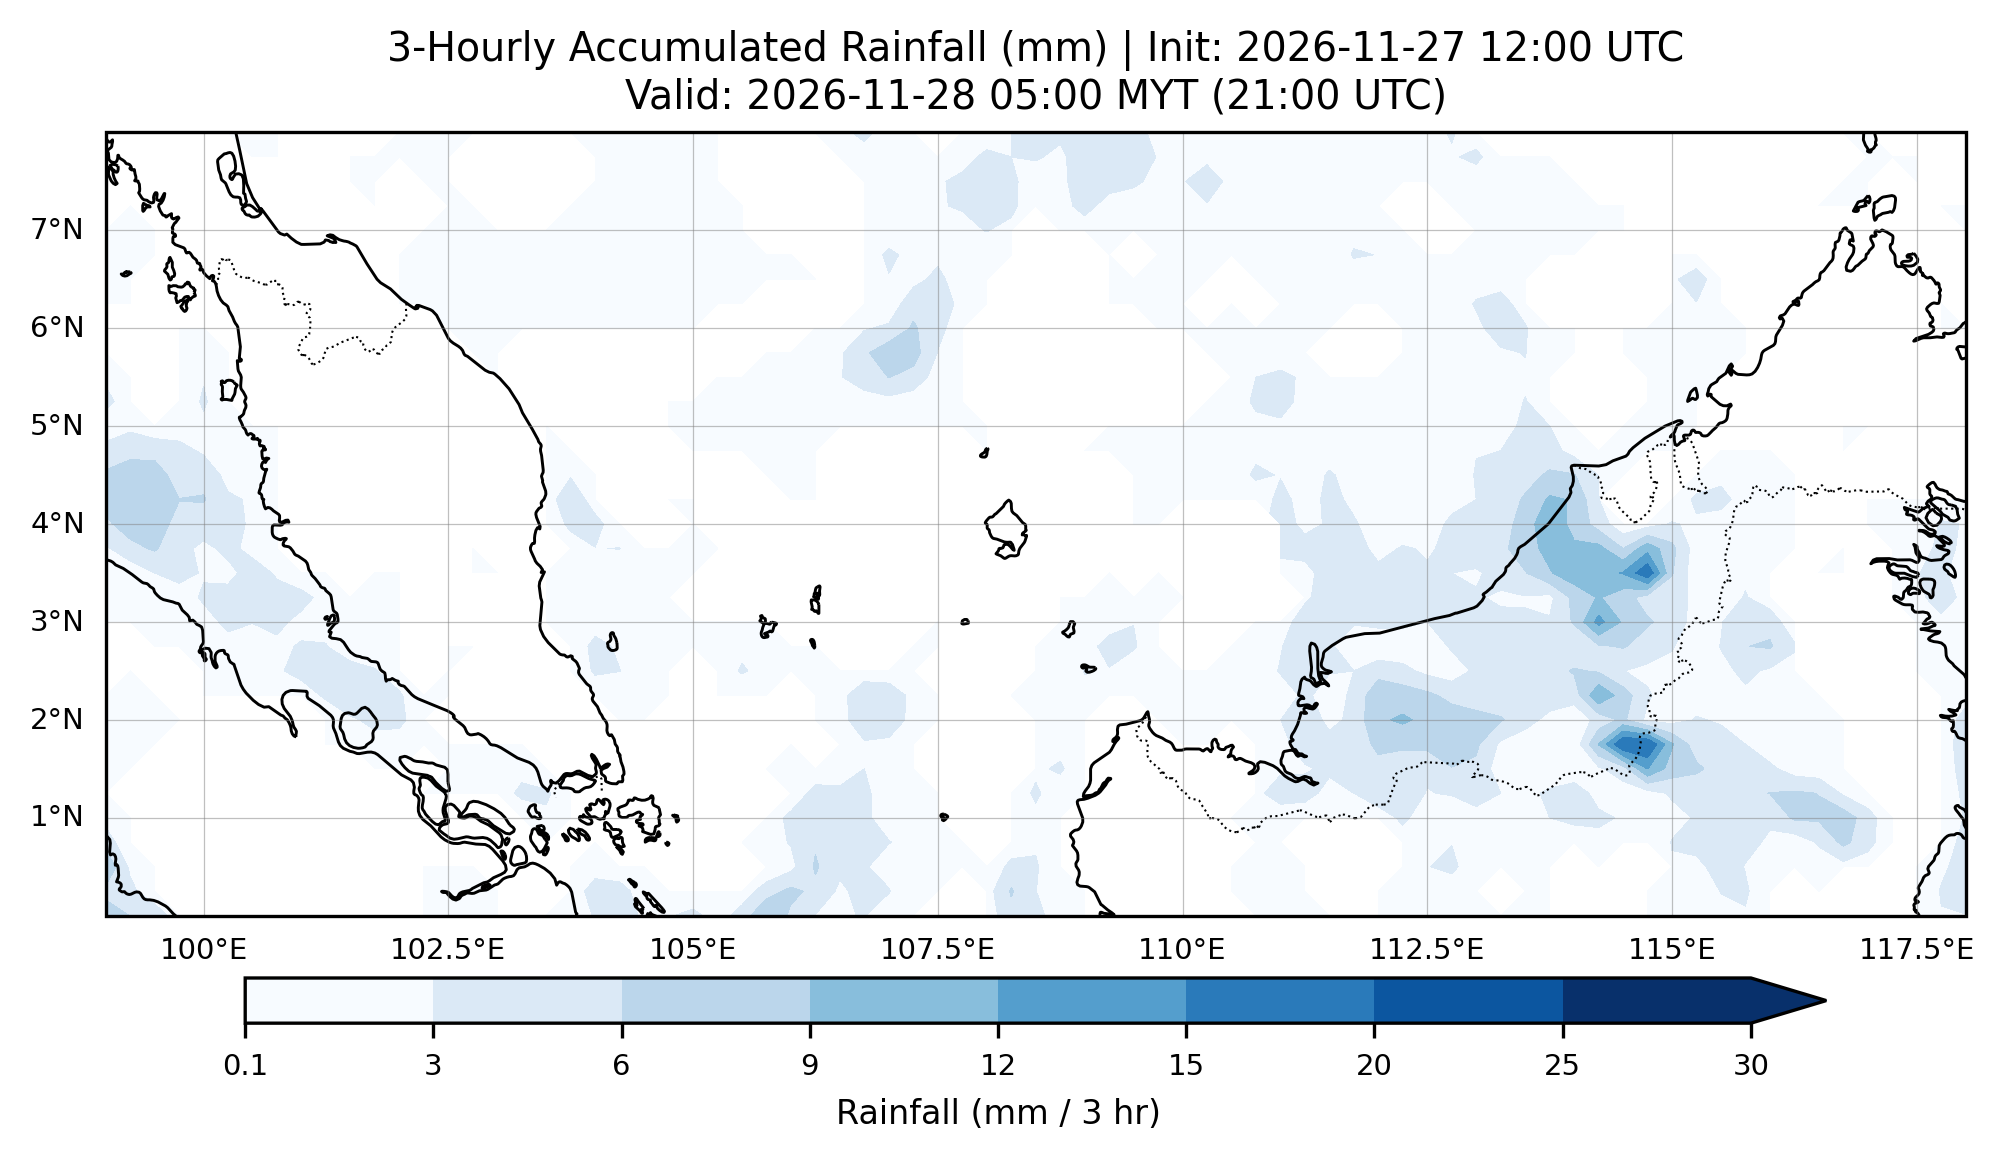 3-Hourly Accumulated Rainfall (mm) | Init: 2026-11-27 12:00 UTC
Valid: 2026-11-28 05:00 MYT (21:00 UTC)
7°N
6°N
5°N
4°N
3°N
2°N
1°N
100°E 102.5°E 105°E 107.5°E 110°E 112.5°E 115°E 117.5°E
0.1 3 6 9 12 15 20 25 30
Rainfall (mm / 3 hr)